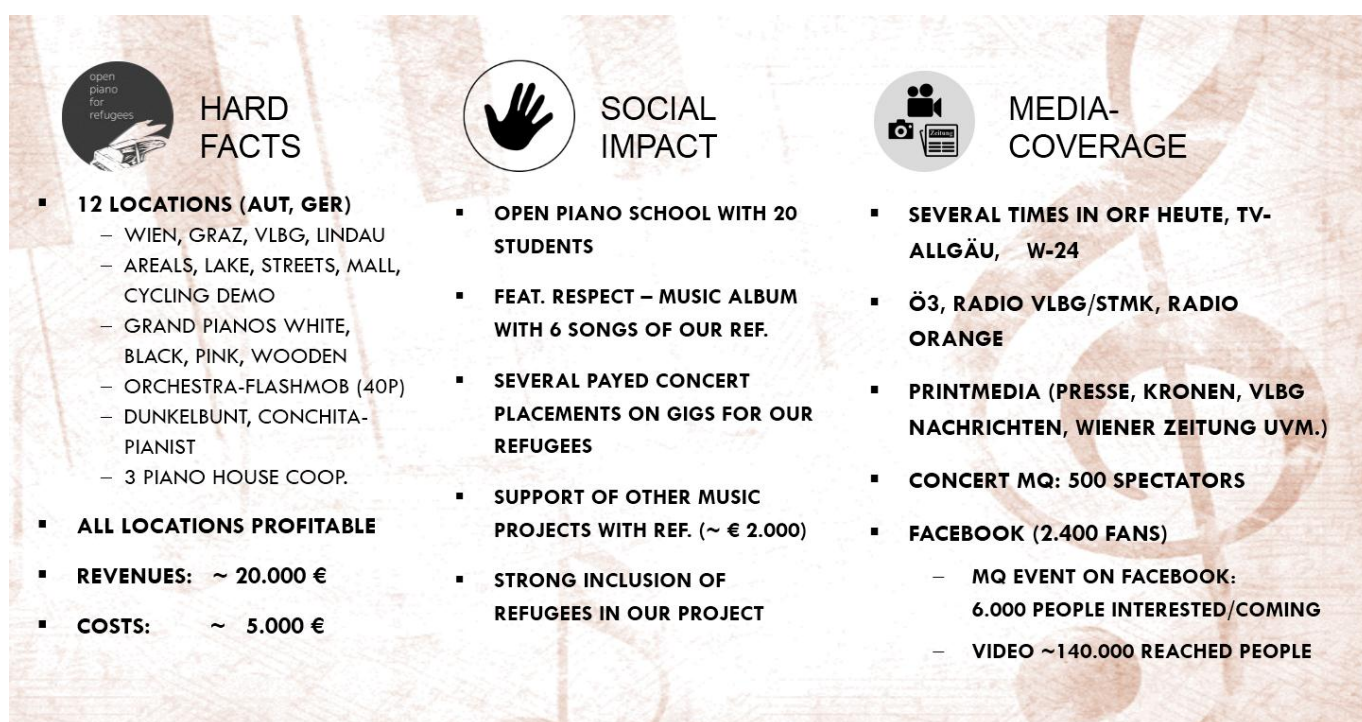 open
piano
for
refugees
HARD
FACTS
▪ 12 LOCATIONS (AUT, GER)
– WIEN, GRAZ, VLBG, LINDAU
– AREALS, LAKE, STREETS, MALL,
CYCLING DEMO
– GRAND PIANOS WHITE,
BLACK, PINK, WOODEN
– ORCHESTRA-FLASHMOB (40P)
– DUNKELBUNT, CONCHITA-
PIANIST
– 3 PIANO HOUSE COOP.
▪ ALL LOCATIONS PROFITABLE
▪ REVENUES: ~ 20.000 €
▪ COSTS: ~ 5.000 €
SOCIAL
IMPACT
▪ OPEN PIANO SCHOOL WITH 20
STUDENTS
▪ FEAT. RESPECT – MUSIC ALBUM
WITH 6 SONGS OF OUR REF.
▪ SEVERAL PAYED CONCERT
PLACEMENTS ON GIGS FOR OUR
REFUGEES
▪ SUPPORT OF OTHER MUSIC
PROJECTS WITH REF. (~ € 2.000)
▪ STRONG INCLUSION OF
REFUGEES IN OUR PROJECT
Zeitung
MEDIA-
COVERAGE
▪ SEVERAL TIMES IN ORF HEUTE, TV-
ALLGÄU, W-24
▪ Ö3, RADIO VLBG/STMK, RADIO
ORANGE
▪ PRINTMEDIA (PRESSE, KRONEN, VLBG
NACHRICHTEN, WIENER ZEITUNG UVM.)
▪ CONCERT MQ: 500 SPECTATORS
▪ FACEBOOK (2.400 FANS)
– MQ EVENT ON FACEBOOK:
6.000 PEOPLE INTERESTED/COMING
– VIDEO ~140.000 REACHED PEOPLE